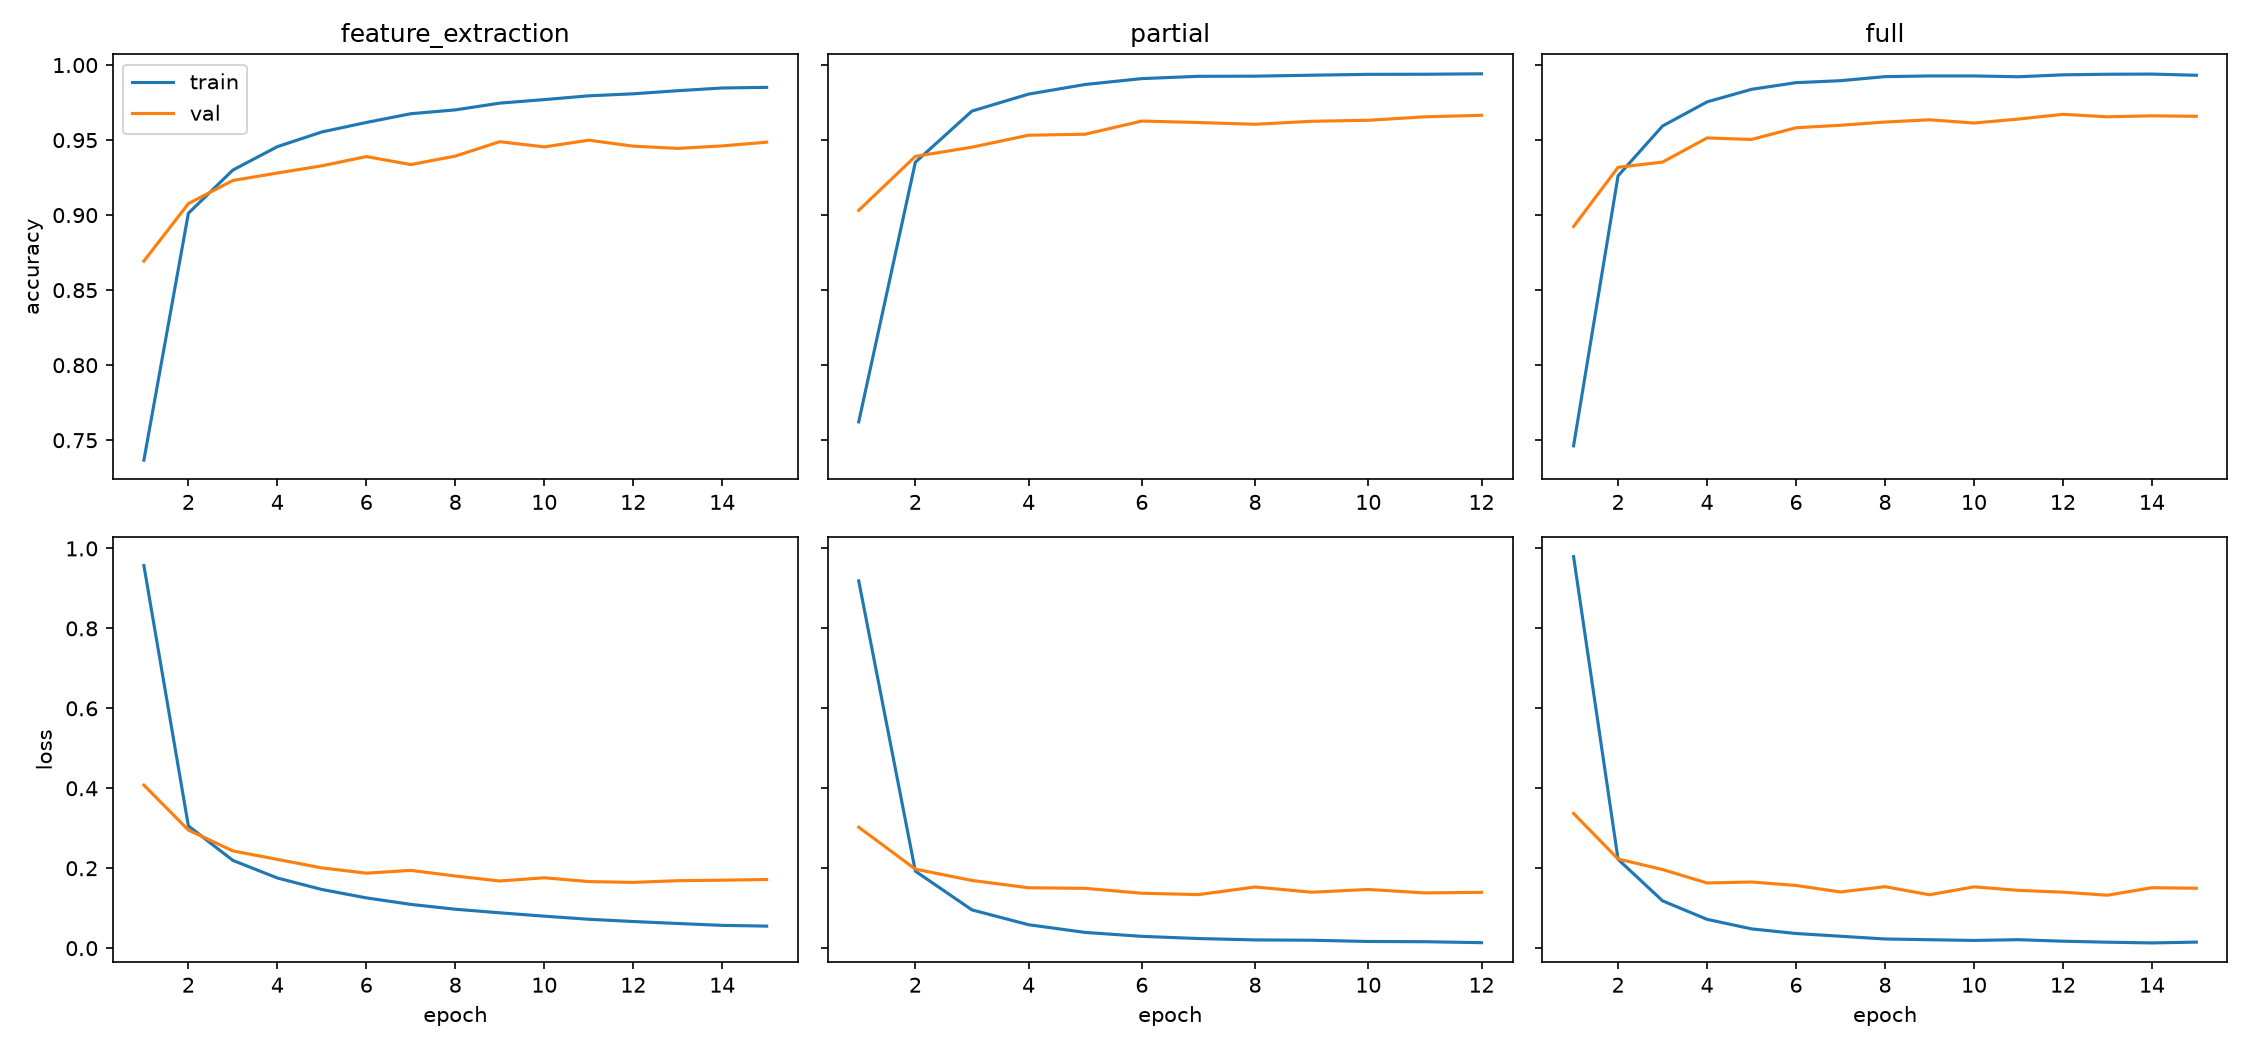 feature_extraction
partial
full
train
val
accuracy
1.00
0.95
0.90
0.85
0.80
0.75
2 4 6 8 10 12 14
2 4 6 8 10 12
2 4 6 8 10 12 14
loss
1.0
0.8
0.6
0.4
0.2
0.0
2 4 6 8 10 12 14
2 4 6 8 10 12
2 4 6 8 10 12 14
epoch
epoch
epoch